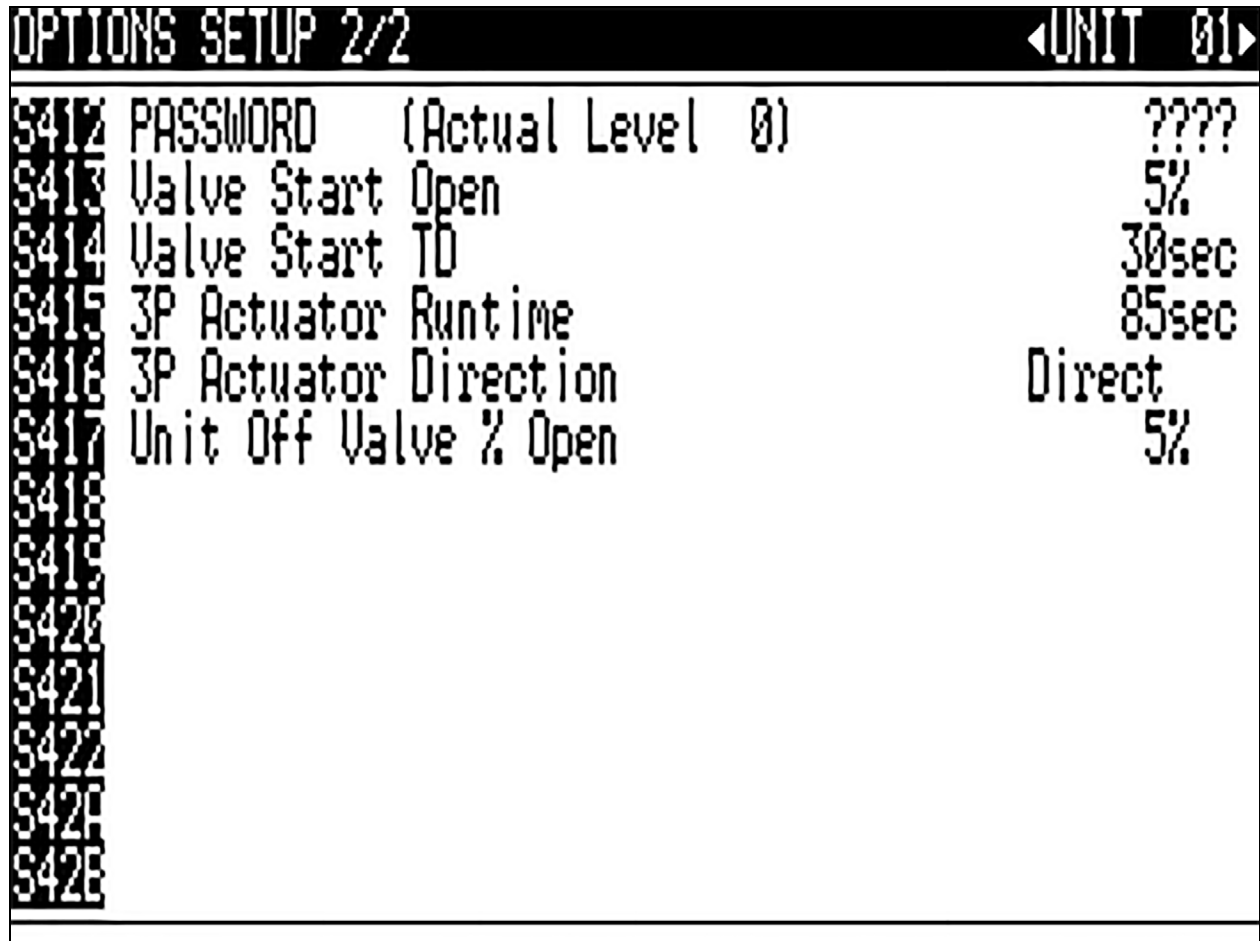 OPTIONS SETUP 2/2 UNIT 01
S412 PASSWORD (Actual Level 0) ????
S413 Valve Start Open 5%
S414 Valve Start TD 30sec
S415 3P Actuator Runtime 85sec
S416 3P Actuator Direction Direct
S417 Unit Off Valve % Open 5%
S418
S419
S420
S421
S422
S42A
S42B